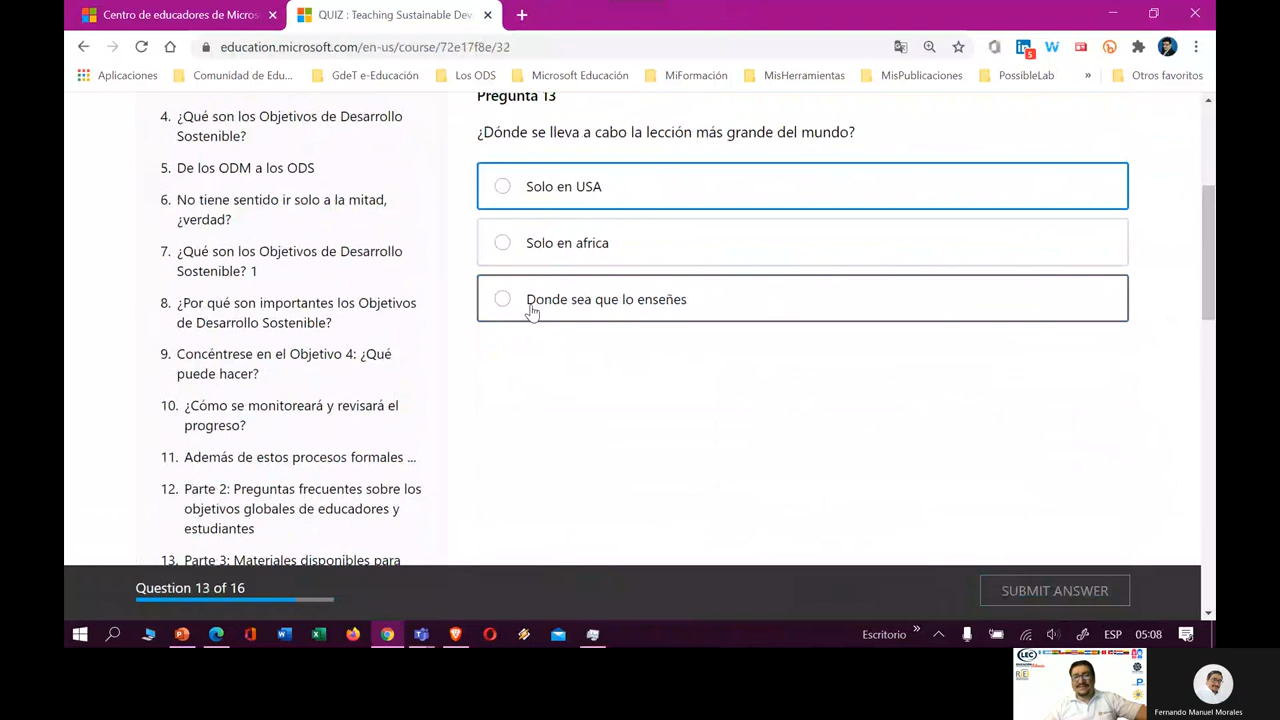 Centro de educadores de Micros
QUIZ : Teaching Sustainable Dev
education.microsoft.com/en-us/course/72e17f8e/32
5
Aplicaciones
Comunidad de Edu...
GdeT e-Educación
Los ODS
Microsoft Educación
MiFormación
MisHerramientas
MisPublicaciones
PossibleLab
»
Otros favoritos
4. ¿Qué son los Objetivos de Desarrollo
Sostenible?
5. De los ODM a los ODS
6. No tiene sentido ir solo a la mitad,
¿verdad?
7. ¿Qué son los Objetivos de Desarrollo
Sostenible? 1
8. ¿Por qué son importantes los Objetivos
de Desarrollo Sostenible?
9. Concéntrese en el Objetivo 4: ¿Qué
puede hacer?
10. ¿Cómo se monitoreará y revisará el
progreso?
11. Además de estos procesos formales ...
12. Parte 2: Preguntas frecuentes sobre los
objetivos globales de educadores y
estudiantes
13. Parte 3: Materiales disponibles para
Pregunta 13
¿Dónde se lleva a cabo la lección más grande del mundo?
Solo en USA
Solo en africa
Donde sea que lo enseñes
Question 13 of 16
SUBMIT ANSWER
Escritorio
»
ESP
05:08
LEC
Fernando Manuel Morales